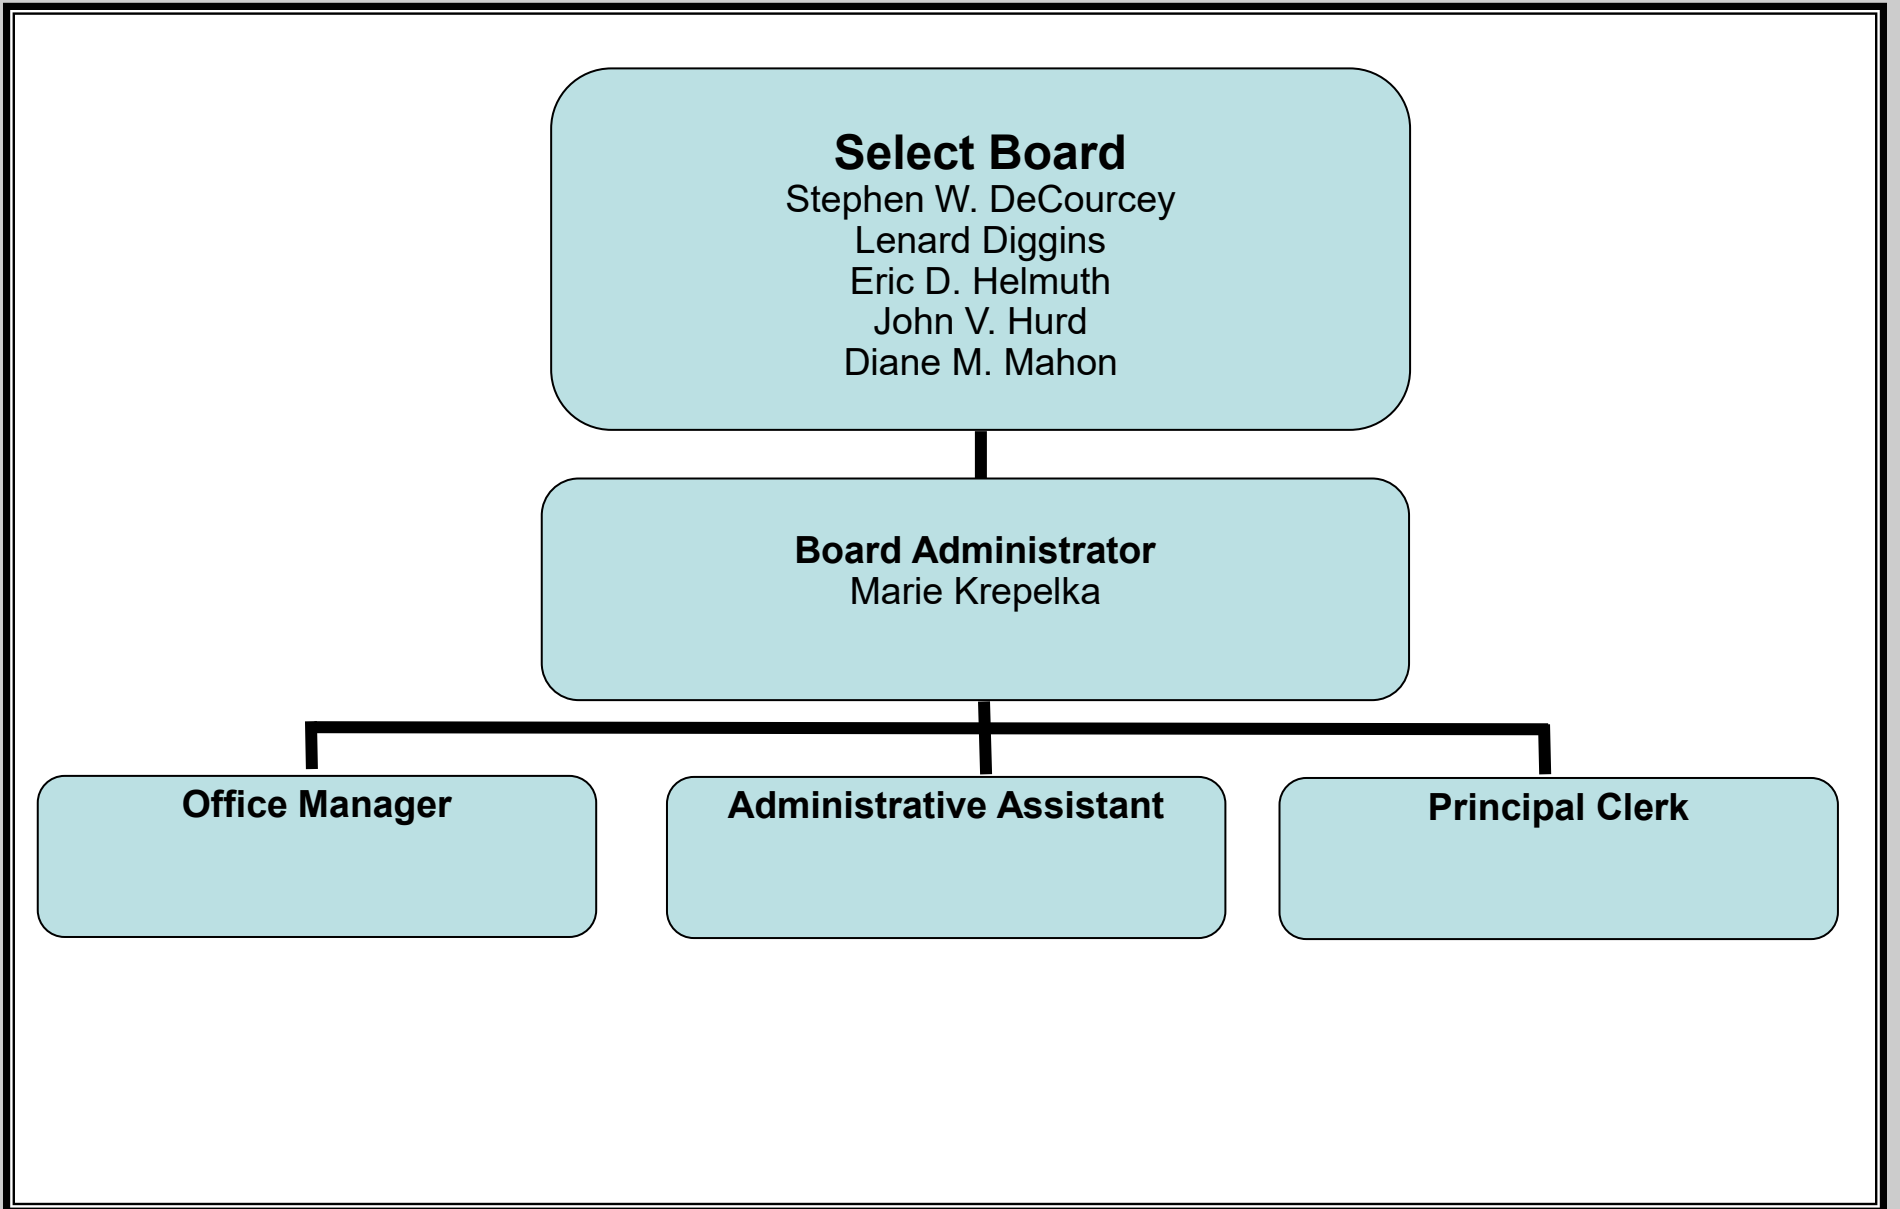 Select Board
Stephen W. DeCourcey
Lenard Diggins
Eric D. Helmuth
John V. Hurd
Diane M. Mahon
Board Administrator
Marie Krepelka
Office Manager
Administrative Assistant
Principal Clerk